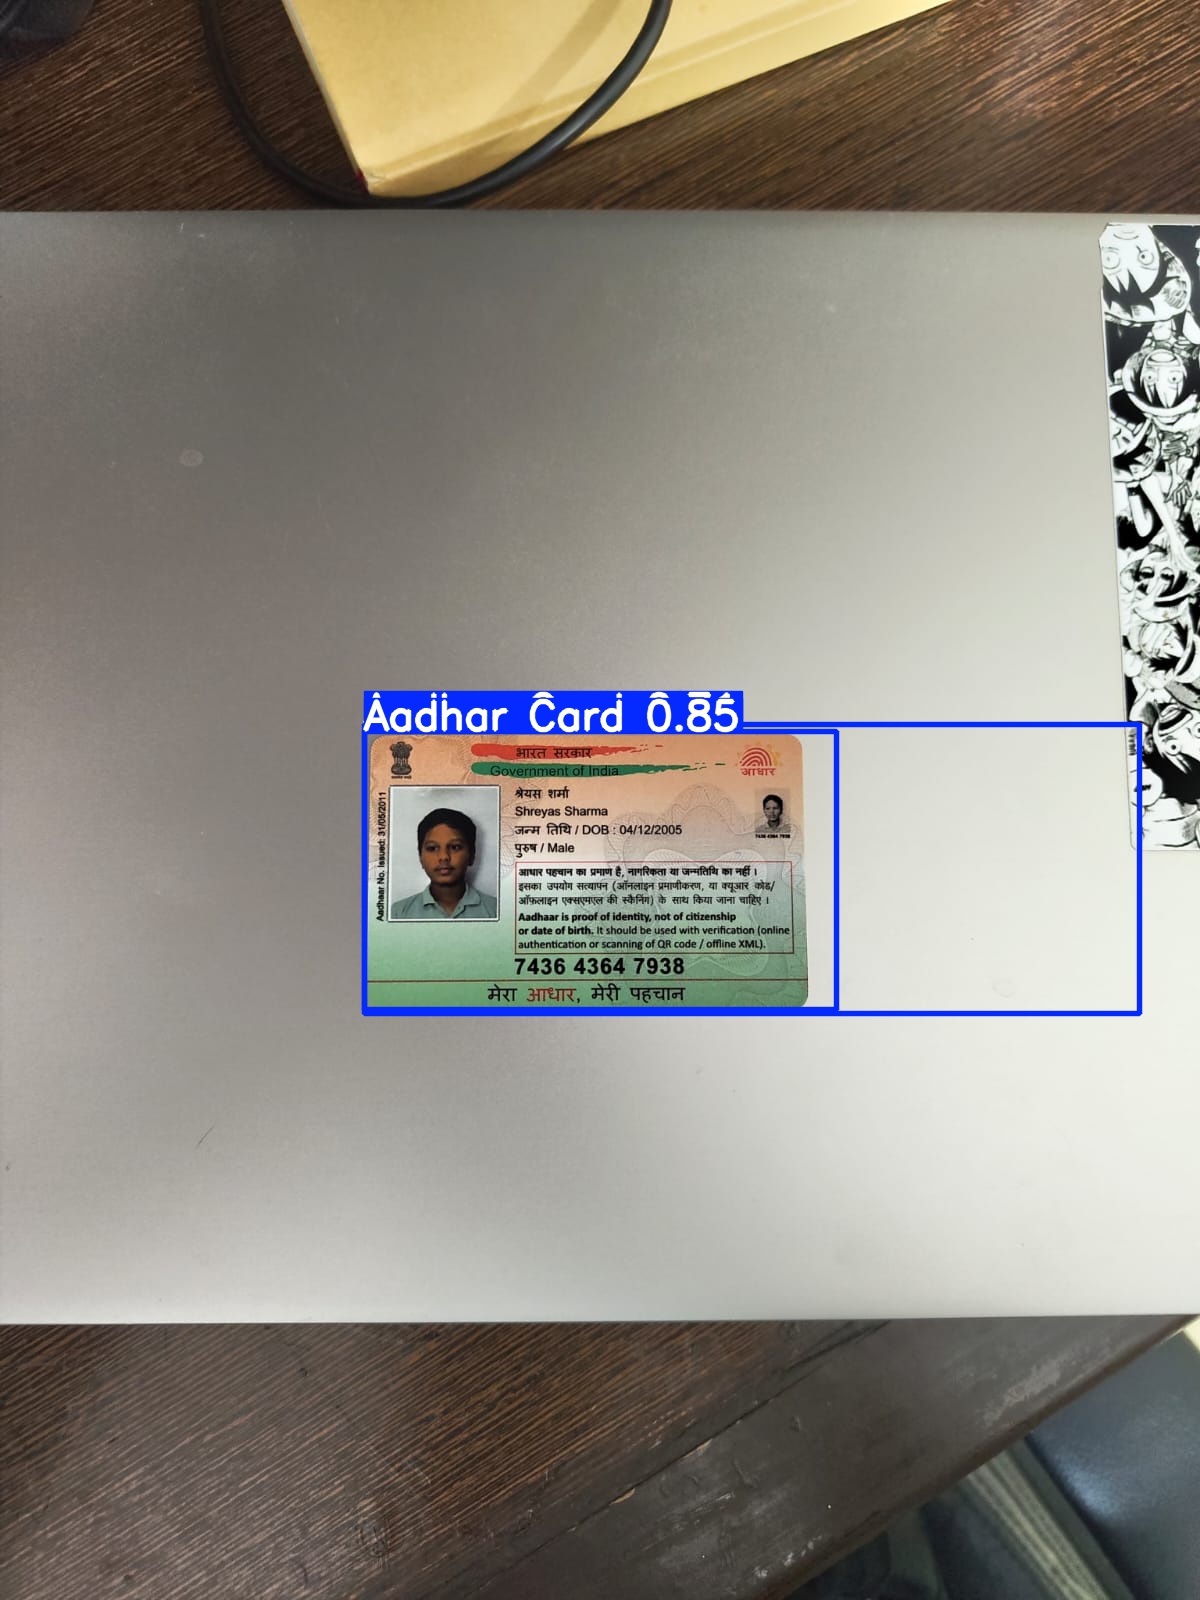 Aadhar Card 0.85
भारत सरकार
Government of India
आधार
Aadhaar No. Issued: 31/05/2011
श्रेयस शर्मा
Shreyas Sharma
जन्म तिथि / DOB : 04/12/2005
पुरुष / Male
7436 4364 7938
आधार पहचान का प्रमाण है, नागरिकता या जन्मतिथि का नहीं ।
इसका उपयोग सत्यापन (ऑनलाइन प्रमाणीकरण, या क्यूआर कोड/
ऑफ़लाइन एक्सएमएल की स्कैनिंग) के साथ किया जाना चाहिए ।
Aadhaar is proof of identity, not of citizenship
or date of birth. It should be used with verification (online
authentication or scanning of QR code / offline XML).
7436 4364 7938
मेरा आधार, मेरी पहचान